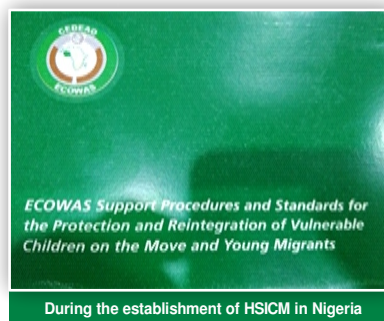 CEDEAO
ECOWAS
ECOWAS Support Procedures and Standards for
the Protection and Reintegration of Vulnerable
Children on the Move and Young Migrants
During the establishment of HSICM in Nigeria